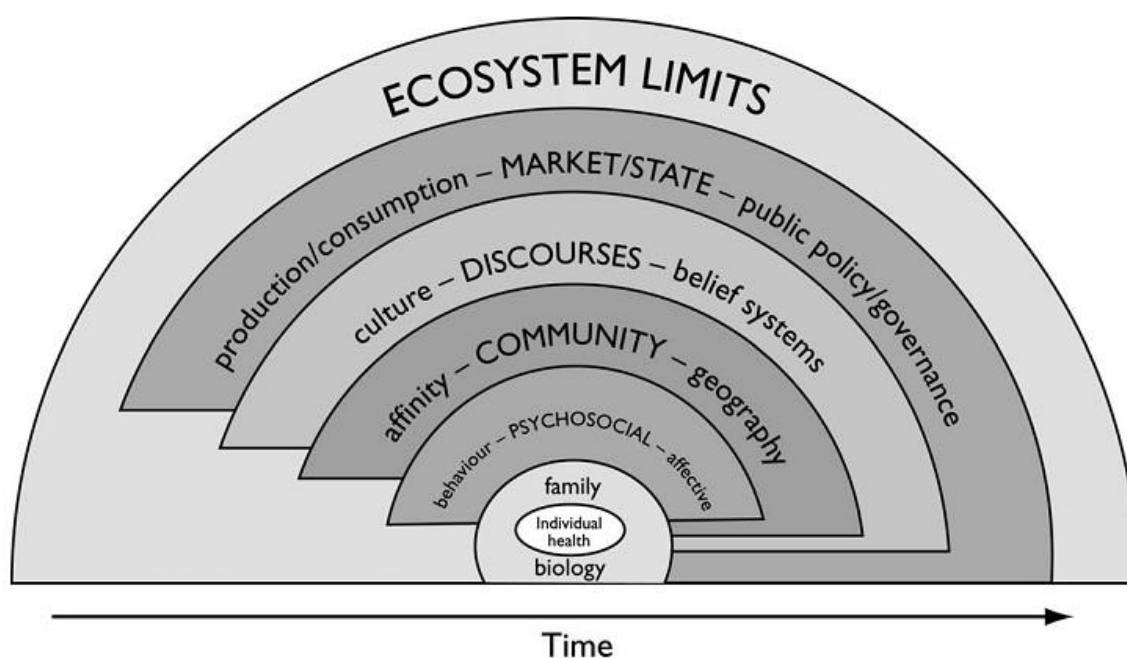 ECOSYSTEM LIMITS
production/consumption – MARKET/STATE – public policy/governance
culture – DISCOURSES – belief systems
affinity – COMMUNITY – geography
behaviour – PSYCHOSOCIAL – affective
family
Individual
health
biology
Time